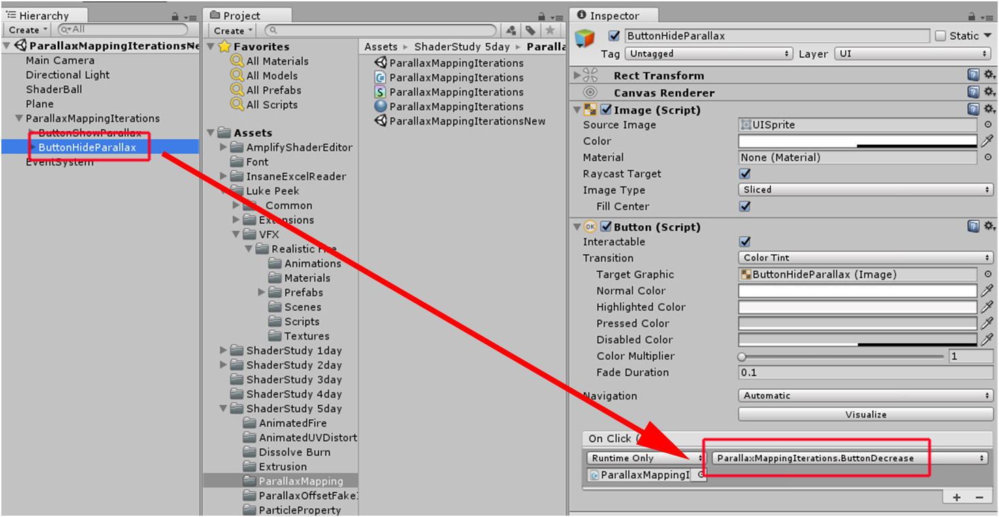 Hierarchy
Create
All
ParallaxMappingIterationsNe
Main Camera
Directional Light
ShaderBall
Plane
ParallaxMappingIterations
ButtonShowParallax
ButtonHideParallax
EventSystem
Project
Create
Favorites
All Materials
All Models
All Prefabs
All Scripts
Assets
AmplifyShaderEditor
Font
InsaneExcelReader
Luke Peek
_Common
Extensions
VFX
Realistic Fire
Animations
Materials
Prefabs
Scenes
Scripts
Textures
ShaderStudy 1day
ShaderStudy 2day
ShaderStudy 3day
ShaderStudy 4day
ShaderStudy 5day
AnimatedFire
AnimatedUVDistort
Dissolve Burn
Extrusion
ParallaxMapping
ParallaxOffsetFake
ParticleProperty
Assets ▸ ShaderStudy 5day ▸ Paralla
ParallaxMappingIterations
ParallaxMappingIterations
ParallaxMappingIterations
ParallaxMappingIterations
ParallaxMappingIterationsNew
Inspector
ButtonHideParallax Static
Tag Untagged Layer UI
Rect Transform
Canvas Renderer
Image (Script)
Source Image UISprite
Color
Material None (Material)
Raycast Target
Image Type Sliced
Fill Center
OK Button (Script)
Interactable
Transition Color Tint
Target Graphic ButtonHideParallax (Image)
Normal Color
Highlighted Color
Pressed Color
Disabled Color
Color Multiplier 1
Fade Duration 0.1
Navigation Automatic
Visualize
On Click (
Runtime Only ParallaxMappingIterations.ButtonDecrease
ParallaxMappingI
+ −